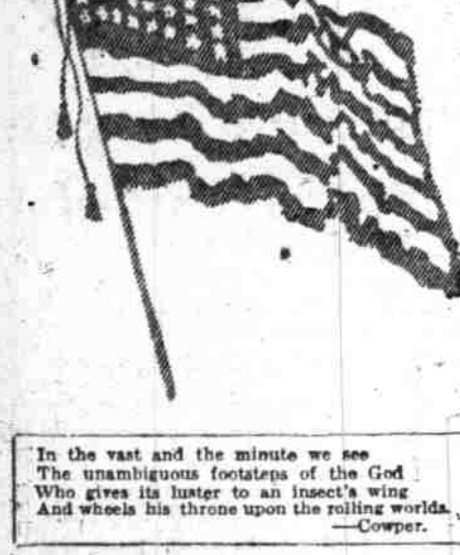 In the vast and the minute we see
The unambiguous footsteps of the God
Who gives its luster to an insect's wing
And wheels his throne upon the rolling worlds.
—Cowper.